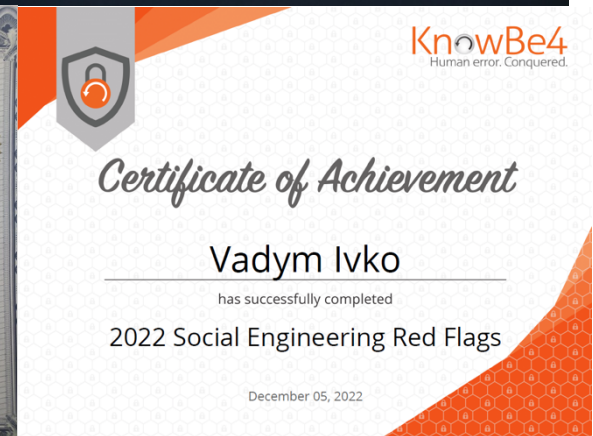 KnowBe4
Human error. Conquered.
Certificate of Achievement
Vadym Ivko
has successfully completed
2022 Social Engineering Red Flags
December 05, 2022